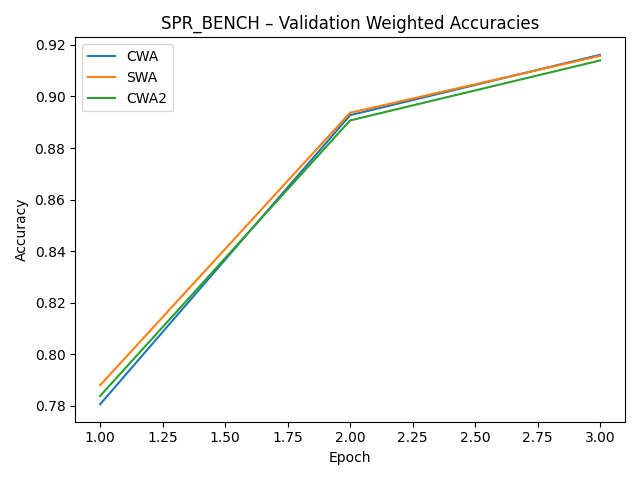 SPR_BENCH – Validation Weighted Accuracies
CWA
SWA
CWA2
Accuracy
0.92
0.90
0.88
0.86
0.84
0.82
0.80
0.78
1.00 1.25 1.50 1.75 2.00 2.25 2.50 2.75 3.00
Epoch